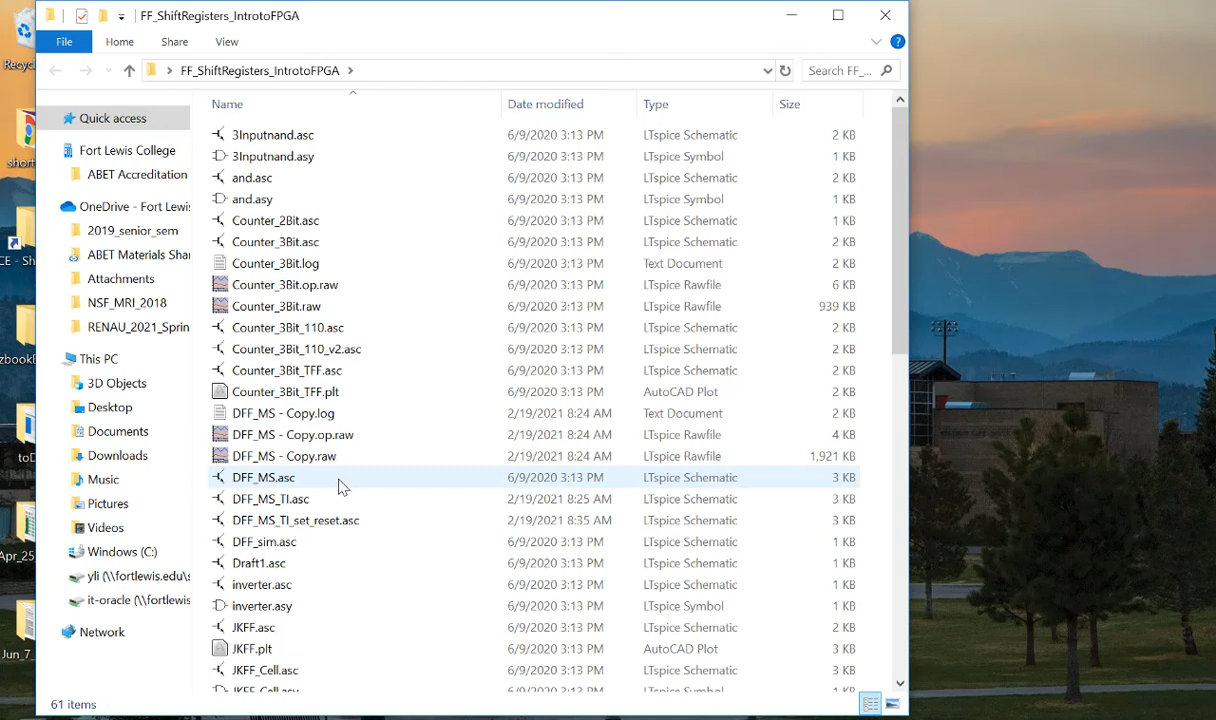 FF_ShiftRegisters_IntrotoFPGA
File Home Share View
FF_ShiftRegisters_IntrotoFPGA
Search FF_...
Name Date modified Type Size
3Inputnand.asc 6/9/2020 3:13 PM LTspice Schematic 2 KB
3Inputnand.asy 6/9/2020 3:13 PM LTspice Symbol 1 KB
and.asc 6/9/2020 3:13 PM LTspice Schematic 2 KB
and.asy 6/9/2020 3:13 PM LTspice Symbol 1 KB
Counter_2Bit.asc 6/9/2020 3:13 PM LTspice Schematic 2 KB
Counter_3Bit.asc 6/9/2020 3:13 PM LTspice Schematic 2 KB
Counter_3Bit.log 6/9/2020 3:13 PM Text Document 2 KB
Counter_3Bit.op.raw 6/9/2020 3:13 PM LTspice Rawfile 6 KB
Counter_3Bit.raw 6/9/2020 3:13 PM LTspice Rawfile 939 KB
Counter_3Bit_110.asc 6/9/2020 3:13 PM LTspice Schematic 2 KB
Counter_3Bit_110_v2.asc 6/9/2020 3:13 PM LTspice Schematic 2 KB
Counter_3Bit_TFF.asc 6/9/2020 3:13 PM LTspice Schematic 2 KB
Counter_3Bit_TFF.plt 6/9/2020 3:13 PM AutoCAD Plot 2 KB
DFF_MS - Copy.log 2/19/2021 8:24 AM Text Document 2 KB
DFF_MS - Copy.op.raw 2/19/2021 8:24 AM LTspice Rawfile 4 KB
DFF_MS - Copy.raw 2/19/2021 8:24 AM LTspice Rawfile 1,921 KB
DFF_MS.asc 6/9/2020 3:13 PM LTspice Schematic 3 KB
DFF_MS_TI.asc 2/19/2021 8:25 AM LTspice Schematic 3 KB
DFF_MS_TI_set_reset.asc 2/19/2021 8:35 AM LTspice Schematic 3 KB
DFF_sim.asc 6/9/2020 3:13 PM LTspice Schematic 1 KB
Draft1.asc 6/9/2020 3:13 PM LTspice Schematic 1 KB
inverter.asc 6/9/2020 3:13 PM LTspice Schematic 1 KB
inverter.asy 6/9/2020 3:13 PM LTspice Symbol 1 KB
JKFF.asc 6/9/2020 3:13 PM LTspice Schematic 2 KB
JKFF.plt 6/9/2020 3:13 PM AutoCAD Plot 3 KB
JKFF_Cell.asc 6/9/2020 3:13 PM LTspice Schematic 3 KB
Quick access
Fort Lewis College
ABET Accreditation
OneDrive - Fort Lewis
2019_senior_sem
ABET Materials Shar
Attachments
NSF_MRI_2018
RENAU_2021_Sprin
This PC
3D Objects
Desktop
Documents
Downloads
Music
Pictures
Videos
Windows (C:)
yli (\\fortlewis.edu\s
it-oracle (\\fortlewis
Network
61 items
Recyc
short
CE - Sh
zbookE
toD
Apr_25
Jun_7_